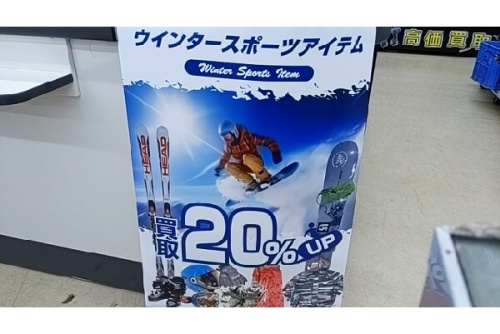 ウインタースポーツアイテム
高価買取
Winter Sports Item
HEAD
HEAD
買取
20%UP